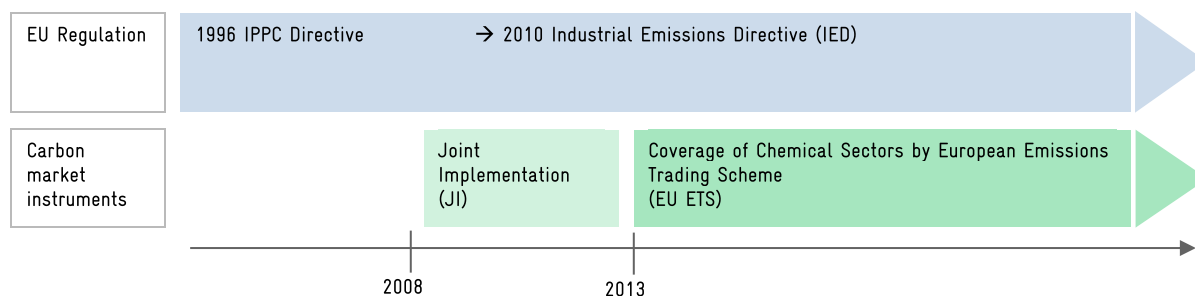 EU Regulation
1996 IPPC Directive → 2010 Industrial Emissions Directive (IED)
Carbon
market
instruments
Joint
Implementation
(JI)
Coverage of Chemical Sectors by European Emissions
Trading Scheme
(EU ETS)
2008
2013